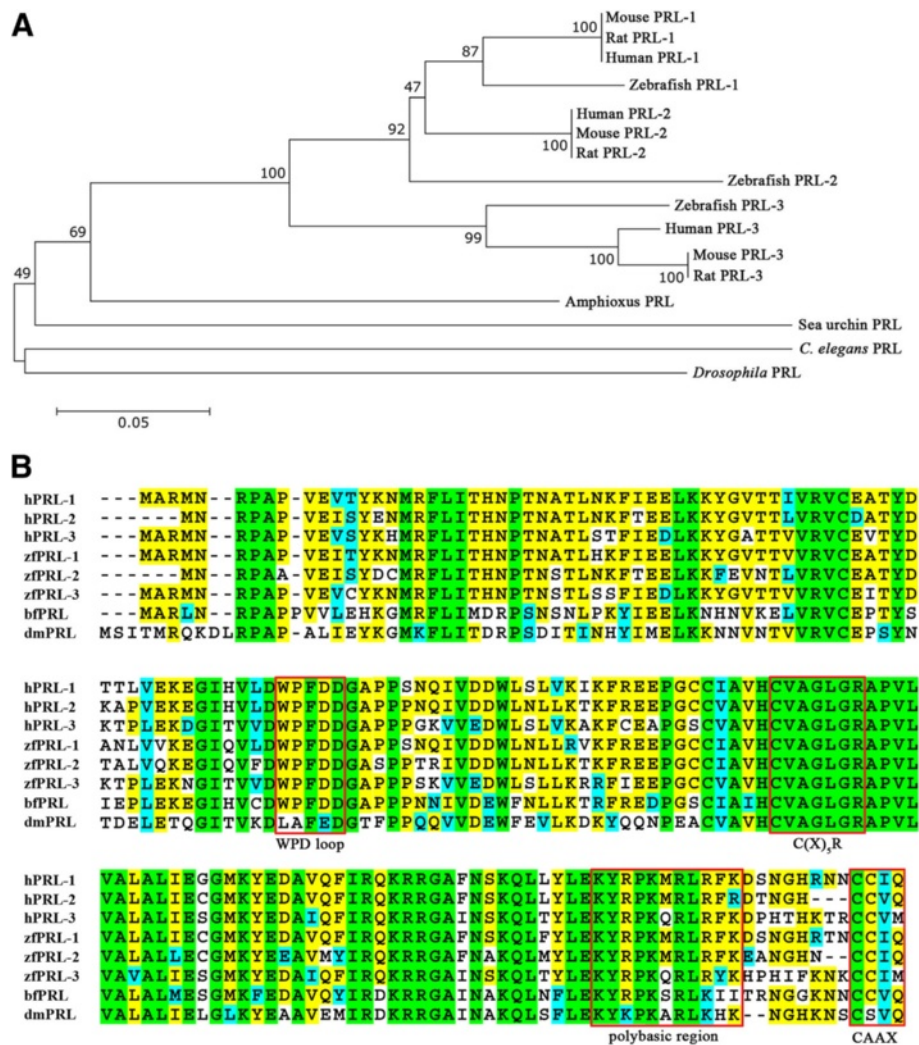 A
Mouse PRL-1
100
Rat PRL-1
87
Human PRL-1
47
Zebrafish PRL-1
92
Human PRL-2
Mouse PRL-2
100
Rat PRL-2
100
Zebrafish PRL-2
69
Zebrafish PRL-3
99
Human PRL-3
100
Mouse PRL-3
100
Rat PRL-3
49
Amphioxus PRL
Sea urchin PRL
C. elegans PRL
Drosophila PRL
0.05
B
hPRL-1 ---MARMN--RPAP-VEVTYKNMRFLITHNPTNATLNKFIEELKKYGVTTIVRVCEATYD
hPRL-2 ------MN--RPAP-VEISYENMRFLITHNPTNATLNKFTEELKKYGVTTLVRVCDATYD
hPRL-3 ---MARMN--RPAP-VEVSYKHMRFLITHNPTNATLSTFIEDLKKYGATTVVRVCEVTYD
zfPRL-1 ---MARMN--RPAP-VEITYKNMRFLITHNPTNATLHKFIEELKKYGVTTVVRVCEATYD
zfPRL-2 ------MN--RPAA-VEISYDCMRFLITHNPTNSTLNKFTEELKKFEVNTLVRVCEATYD
zfPRL-3 ---MARMN--RPAP-VEVCYKNMRFLITHNPTNSTLSSFIEDLKKYGVTTVVRVCEITYD
bfPRL ---MARLN--RPAPPVVLEHKGMRFLIMDRPSNSNLPKYIEELKNHNVKELVRVCEPTYS
dmPRL MSITMRQKDLRPAP-ALIEYKGMKFLITDRPSDITINHYIMELKKNNVNTVVRVCEPSYN
hPRL-1 TTLVEKEGIHVLDWPFDDGAPPSNQIVDDWLSLVKIKFREEPGCCIAVHCVAGLGRAPVL
hPRL-2 KAPVEKEGIHVLDWPFDDGAPPPNQIVDDWLNLLKTKFREEPGCCVAVHCVAGLGRAPVL
hPRL-3 KTPLEKDGITVVDWPFDDGAPPPGKVVEDWLSLVKAKFCEAPGSCVAVHCVAGLGRAPVL
zfPRL-1 ANLVVKEGIQVLDWPFDDGAPPSNQIVDDWLNLLRVKFREEPGCCIAVHCVAGLGRAPVL
zfPRL-2 TALVQKEGIQVFDWPFDDGASPPTRIVDDWLNLLKTKFREEPGCCIAVHCVAGLGRAPVL
zfPRL-3 KTPLEKNGITVVDWPFDDGAPPPSKVVEDWLSLLKRRFIEEPGCCVAVHCVAGLGRAPVL
bfPRL IEPLEKEGIHVCDWPFDDGAPPPNNIVDEWFNLLKTRFREDPGSCIAIHCVAGLGRAPVL
dmPRL TDELETQGITVKDLAFEDGTFPPQQVVDEWFEVLKDKYQQNPEACVAVHCVAGLGRAPVL
WPD loop C(X)5R
hPRL-1 VALALIEGGMKYEDAVQFIRQKRRGAFNSKQLLYLEKYRPKMRLRFKDSNGHRNNCCIQ
hPRL-2 VALALIECGMKYEDAVQFIRQKRRGAFNSKQLLYLEKYRPKMRLRFRDTNGH---CCVQ
hPRL-3 VALALIESGMKYEDAIQFIRQKRRGAINSKQLTYLEKYRPKQRLRFKDPHTHKTRCCVM
zfPRL-1 VALALIECGMKYEDAVQFIRQKRRGAFNSKQLFYLEKYRPKMRLRFKDSNGHRTNCCIQ
zfPRL-2 VALALLECGMKYEEAVMYIRQKRRGAFNAKQLMYLEKYRPKMRLRFKEANGHN--CCIQ
zfPRL-3 VAVALIESGMKYEDAIQFIRQKRRGAINSKQLTYLEKYRPKQRLRYKHPHIFKNKCCIM
bfPRL VALALMESGMKFEDAVQYIRDKRRGAINAKQLNFLEKYKPKSRLKIITRNGGKNNCCVQ
dmPRL VALALIELGLKYEAAVEMIRDKRRGAINAKQLSFLEKYKPKARLKHK--NGHKNSCSVQ
polybasic region CAAX